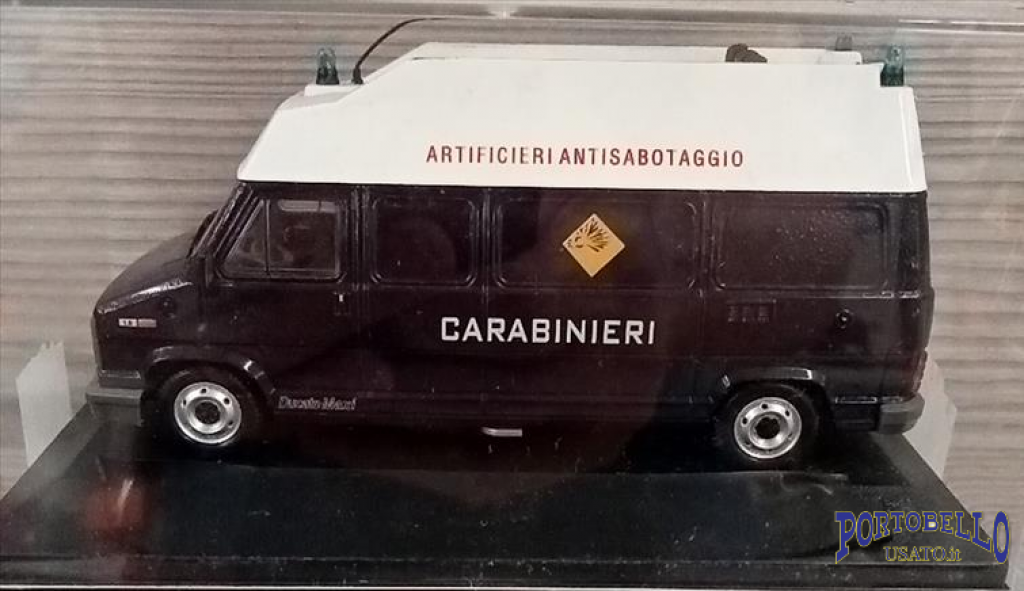 ARTIFICIERI ANTISABOTAGGIO
CARABINIERI
Ducato Maxi
PORTOBELLO
USATO.it